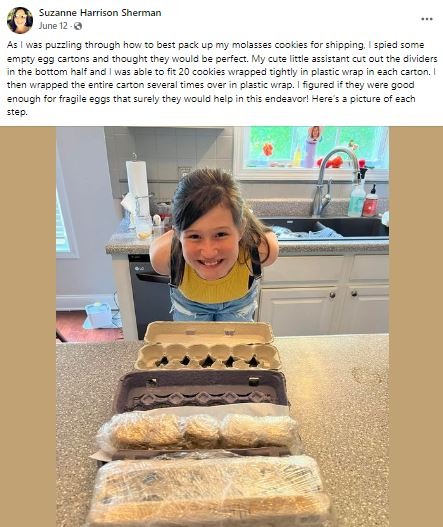 Suzanne Harrison Sherman
June 12 ·
As I was puzzling through how to best pack up my molasses cookies for shipping, I spied some
empty egg cartons and thought they would be perfect. My cute little assistant cut out the dividers
in the bottom half and I was able to fit 20 cookies wrapped tightly in plastic wrap in each carton. I
then wrapped the entire carton several times over in plastic wrap. I figured if they were good
enough for fragile eggs that surely they would help in this endeavor! Here's a picture of each
step.
LG